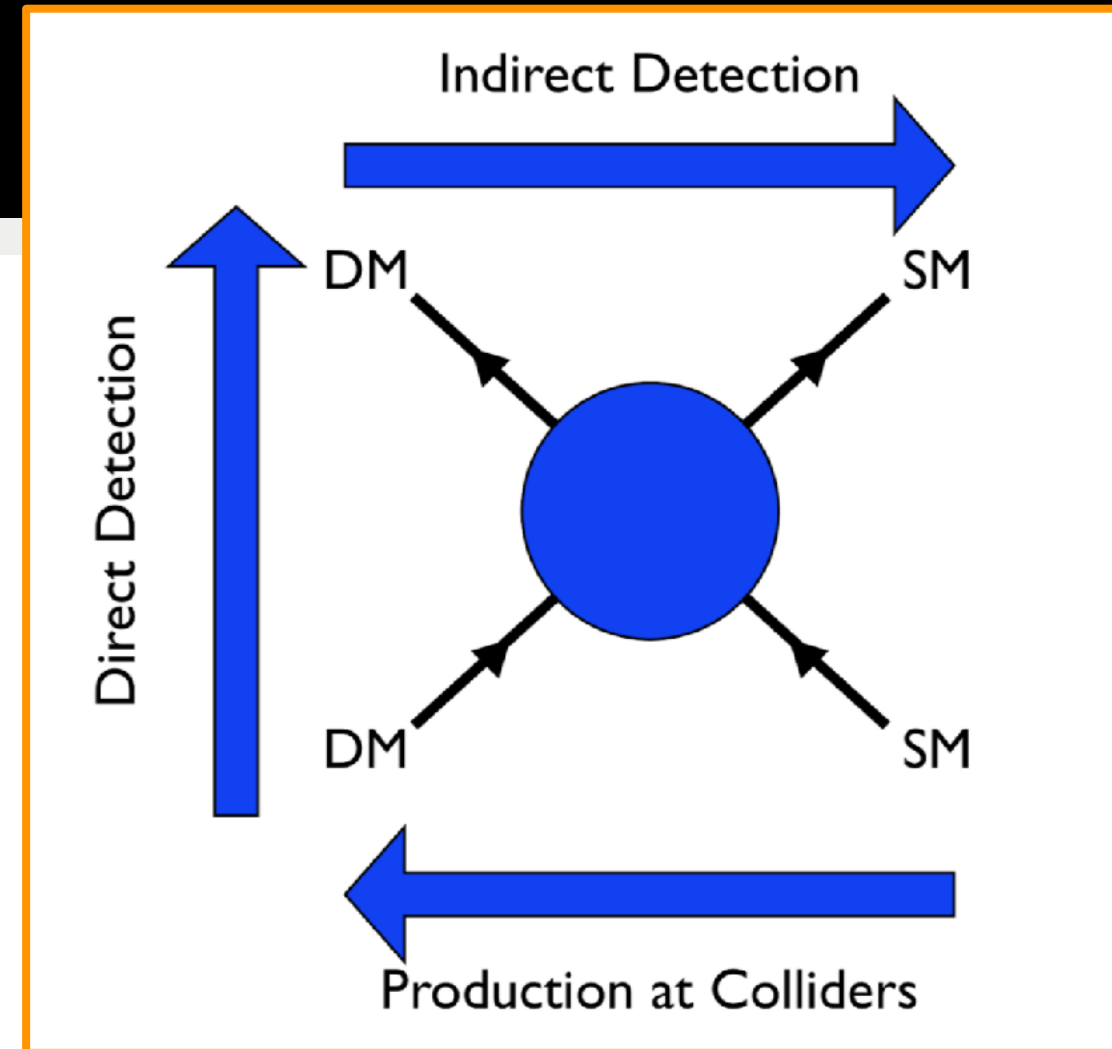 Indirect Detection
DM
SM
Direct Detection
DM
SM
Production at Colliders